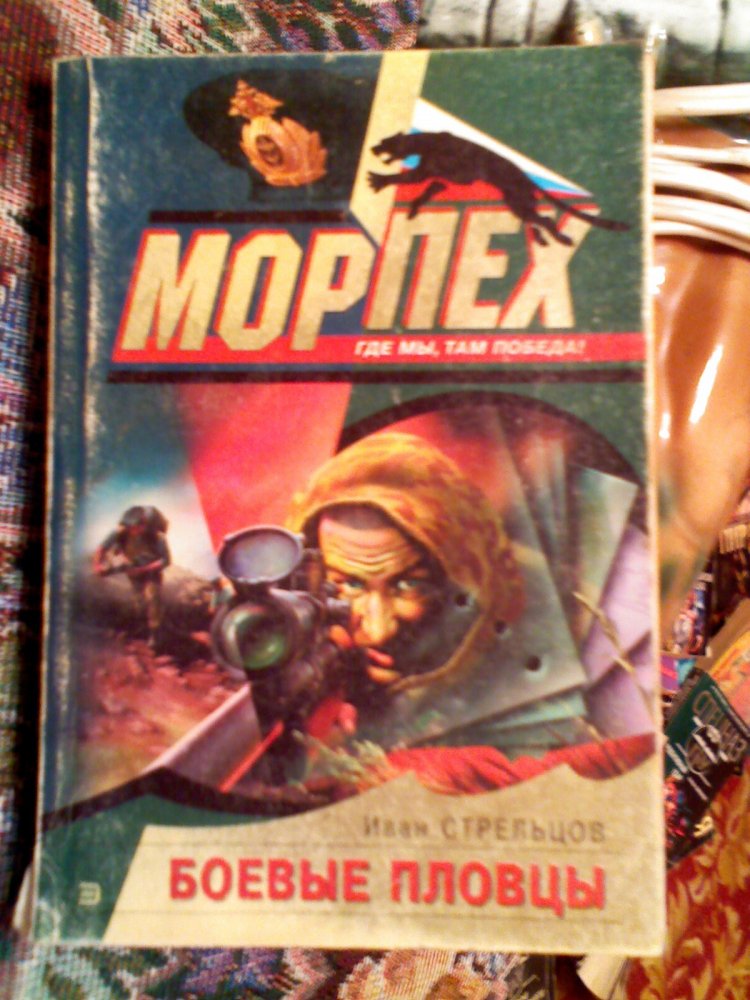 МОРПЕХ
ГДЕ МЫ, ТАМ ПОБЕДА!
Иван СТРЕЛЬЦОВ
БОЕВЫЕ ПЛОВЦЫ
Э